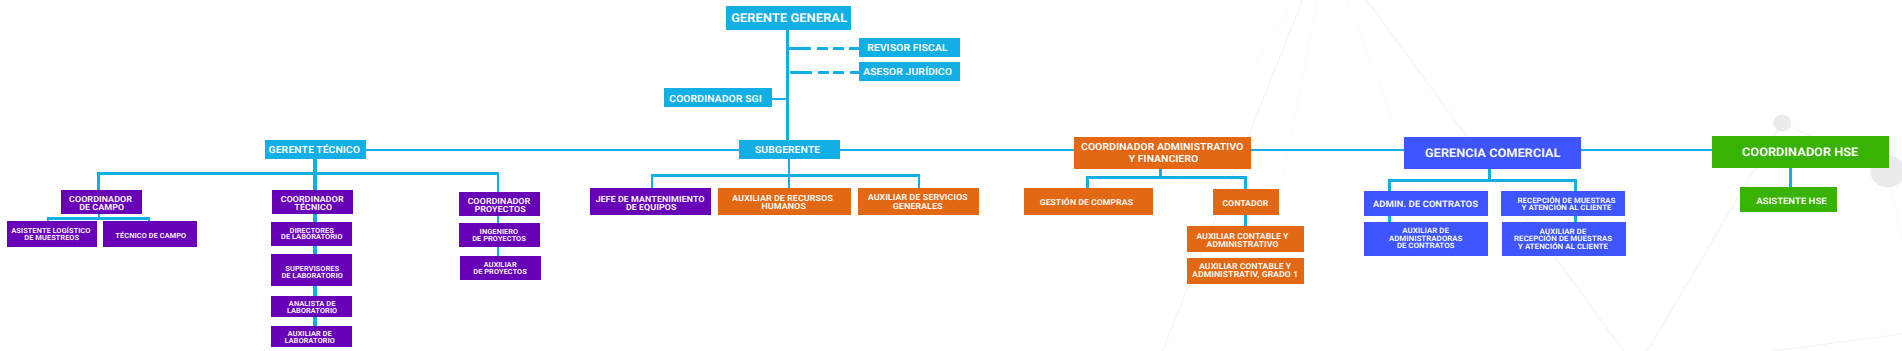 GERENTE GENERAL
REVISOR FISCAL
ASESOR JURÍDICO
COORDINADOR SGI
GERENTE TÉCNICO
SUBGERENTE
COORDINADOR ADMINISTRATIVO
Y FINANCIERO
GERENCIA COMERCIAL
COORDINADOR HSE
COORDINADOR
DE CAMPO
ASISTENTE LOGÍSTICO
DE MUESTREOS
TÉCNICO DE CAMPO
COORDINADOR
TÉCNICO
DIRECTORES
DE LABORATORIO
SUPERVISORES
DE LABORATORIO
ANALISTA DE
LABORATORIO
AUXILIAR DE
LABORATORIO
COORDINADOR
PROYECTOS
INGENIERO
DE PROYECTOS
AUXILIAR
DE PROYECTOS
JEFE DE MANTENIMIENTO
DE EQUIPOS
AUXILIAR DE RECURSOS
HUMANOS
AUXILIAR DE SERVICIOS
GENERALES
GESTIÓN DE COMPRAS
CONTADOR
AUXILIAR CONTABLE Y
ADMINISTRATIVO
AUXILIAR CONTABLE Y
ADMINISTRATIV, GRADO 1
ADMIN. DE CONTRATOS
AUXILIAR DE
ADMINISTRADORAS
DE CONTRATOS
RECEPCIÓN DE MUESTRAS
Y ATENCIÓN AL CLIENTE
AUXILIAR DE
RECEPCIÓN DE MUESTRAS
Y ATENCIÓN AL CLIENTE
ASISTENTE HSE